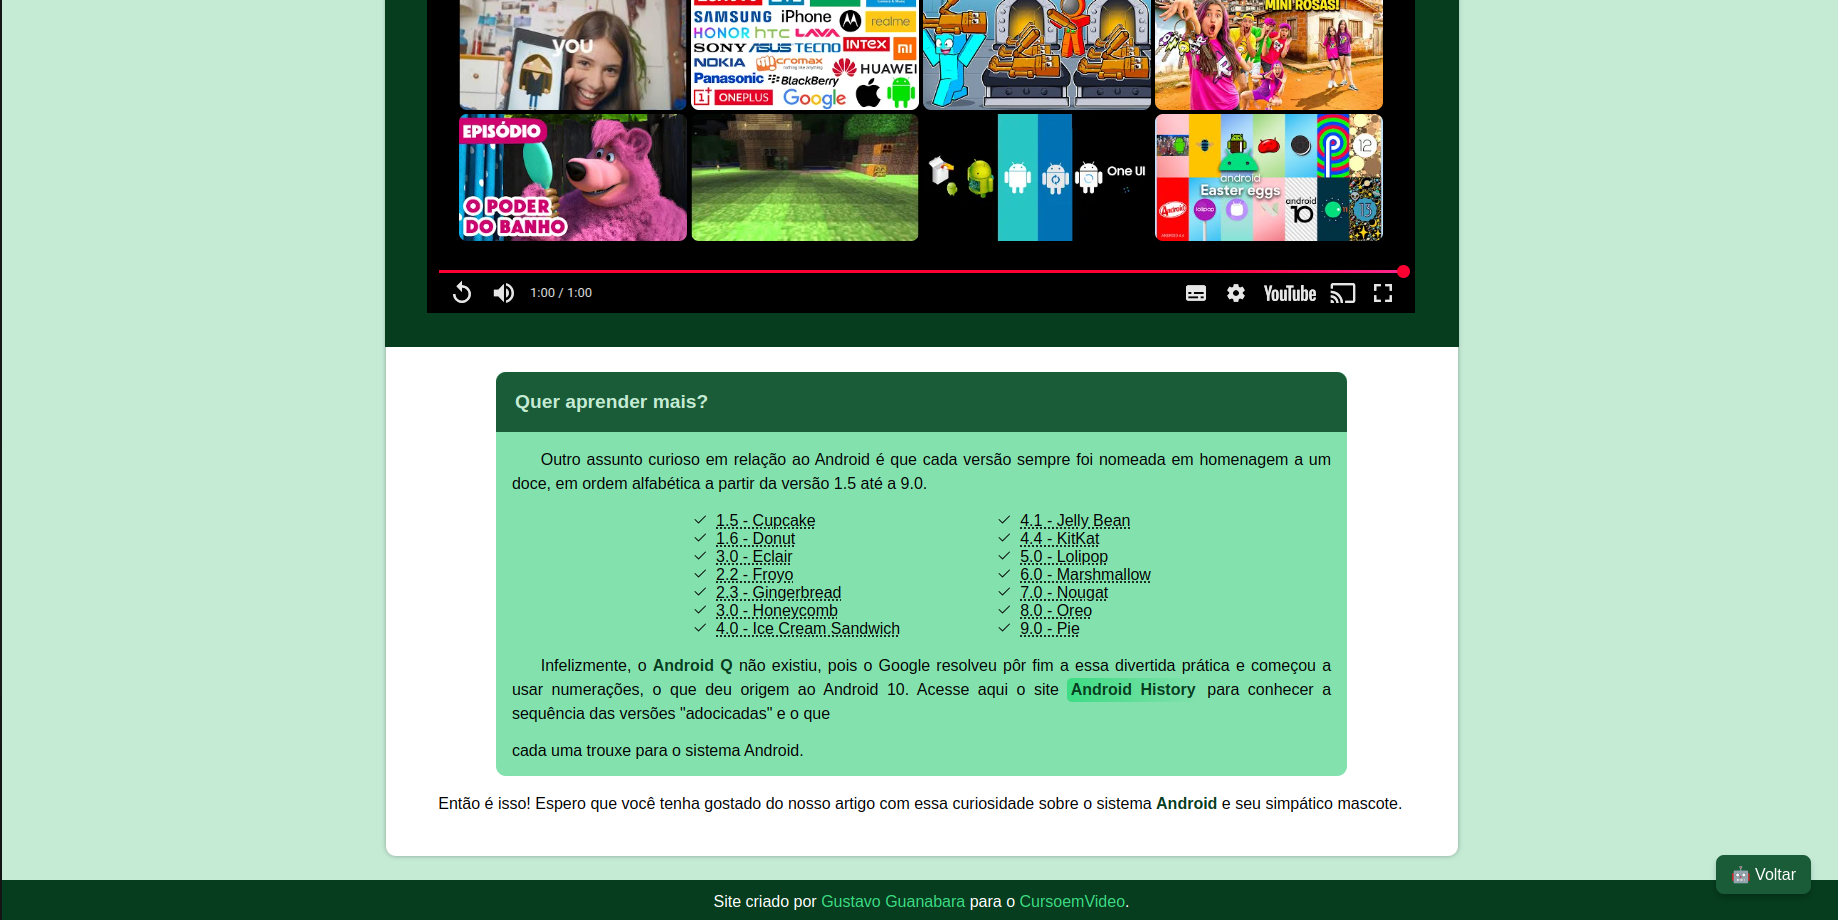 YOU
SAMSUNG iPhone realme
HONOR hTC LAVA
SONY ASUS TECNO INTEX mi
NOKIA micromax HUAWEI
Panasonic BlackBerry
1+ ONEPLUS Google
MINI ROSAS!
EPISÓDIO
O PODER
DO BANHO
One UI
android
Easter eggs
12
Android
lollipop
android
10
13
1:00 / 1:00
YouTube
Quer aprender mais?
Outro assunto curioso em relação ao Android é que cada versão sempre foi nomeada em homenagem a um
doce, em ordem alfabética a partir da versão 1.5 até a 9.0.
1.5 - Cupcake
1.6 - Donut
3.0 - Eclair
2.2 - Froyo
2.3 - Gingerbread
3.0 - Honeycomb
4.0 - Ice Cream Sandwich
4.1 - Jelly Bean
4.4 - KitKat
5.0 - Lolipop
6.0 - Marshmallow
7.0 - Nougat
8.0 - Oreo
9.0 - Pie
Infelizmente, o Android Q não existiu, pois o Google resolveu pôr fim a essa divertida prática e começou a
usar numerações, o que deu origem ao Android 10. Acesse aqui o site Android History para conhecer a
sequência das versões "adocicadas" e o que
cada uma trouxe para o sistema Android.
Então é isso! Espero que você tenha gostado do nosso artigo com essa curiosidade sobre o sistema Android e seu simpático mascote.
🤖 Voltar
Site criado por Gustavo Guanabara para o CursoemVideo.